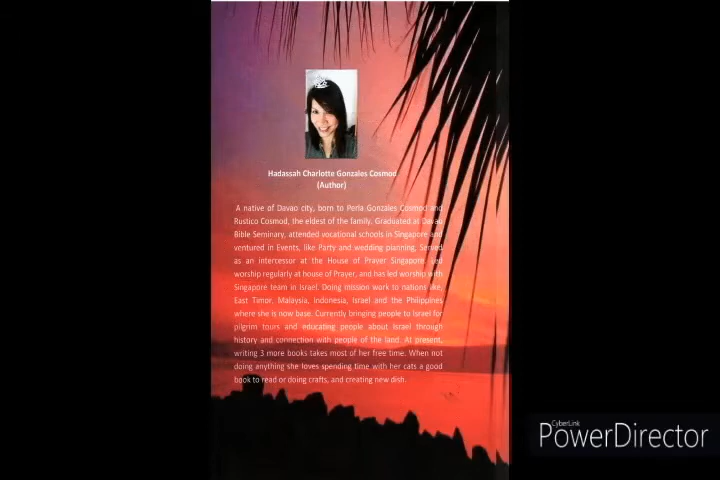 Hadassah Charlotte Gonzales Cosmod
(Author)
A native of Davao city, born to Perla Gonzales Cosmod and
Rustico Cosmod, the eldest of the family. Graduated at Davao
Bible Seminary, attended vocational schools in Singapore and
ventured in Events, like Party and wedding planning, Served
as an intercessor at the House of Prayer Singapore. Led
worship regularly at house of Prayer, and has led worship with
Singapore team in Israel. Doing mission work to nations like,
East Timor, Malaysia, Indonesia, Israel and the Philippines
where she is now base. Currently bringing people to Israel for
pilgrim tours and educating people about Israel through
history and connection with people of the land. At present,
writing 3 more books takes most of her free time. When not
doing anything she loves spending time with her cats a good
book to read or doing crafts, and creating new dish.
CyberLink
PowerDirector